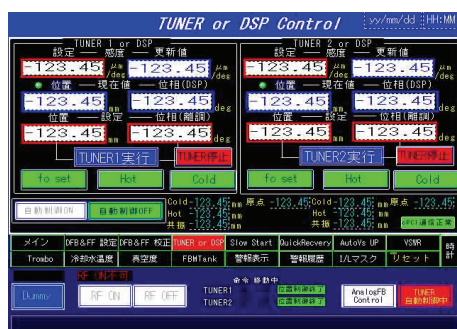 TUNER or DSP Control yy/mm/dd HH:MM
TUNER 1 or DSP
設定 感度 更新値
-123.45 μm/deg -123.45 μm/deg
位置 現在値 位相(DSP)
-123.45 mm -123.45 deg
位置 設定 位相(離調)
-123.45 mm -123.45 deg
TUNER1実行 TUNER停止
fo set Hot Cold
TUNER 2 or DSP
設定 感度 更新値
-123.45 μm/deg -123.45 μm/deg
位置 現在値 位相(DSP)
-123.45 mm -123.45 deg
位置 設定 位相(離調)
-123.45 mm -123.45 deg
TUNER2実行 TUNER停止
fo set Hot Cold
自動制御ON 自動制御OFF
Cold -123.45 mm 原点 -123.45
Hot -123.45 mm
共振 -123.45 mm
Cold -123.45 mm 原点 -123.45
Hot -123.45 mm
共振 -123.45 mm
通信正常
メイン DFB&FF 設定 DFB&FF 校正 TUNER or DSP Slow Start QuickRecvery AutoVs UP VSWR 時計
Trombo 冷却水温度 真空度 FBMTank 警報表示 警報履歴 I/Lマスク リセット
RF ON不可
命令 移動中
Dummy RF ON RF OFF
TUNER1 位置制御終了
TUNER2 位置制御終了
AnalogFB Control
TUNER 自動制御中